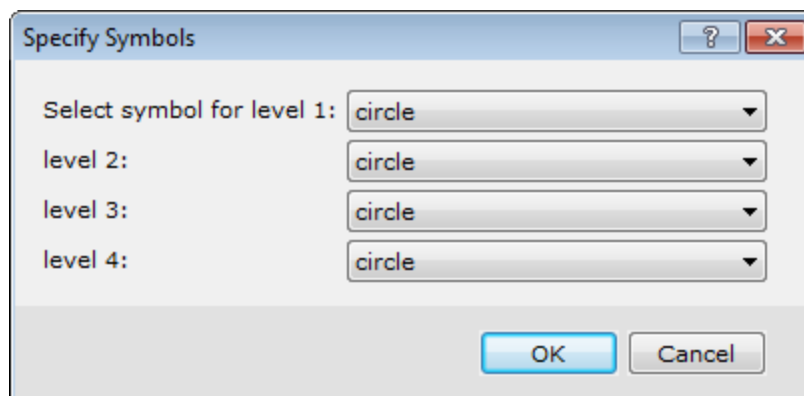 Specify Symbols
?
Select symbol for level 1: circle
level 2: circle
level 3: circle
level 4: circle
OK Cancel